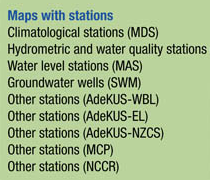 Maps with stations
Climatological stations (MDS)
Hydrometric and water quality stations
Water level stations (MAS)
Groundwater wells (SWM)
Other stations (AdeKUS-WBL)
Other stations (AdeKUS-EL)
Other stations (AdeKUS-NZCS)
Other stations (MCP)
Other stations (NCCR)